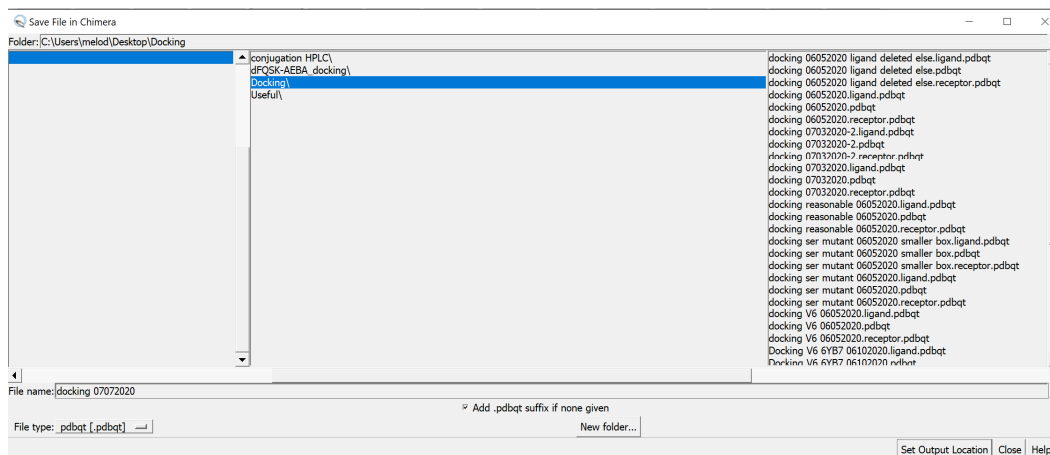 Save File in Chimera
Folder: C:\Users\melod\Desktop\Docking
conjugation HPLC\
dFQSK-AEBA_docking\
Docking\
Useful\
docking 06052020 ligand deleted else.ligand.pdbqt
docking 06052020 ligand deleted else.pdbqt
docking 06052020 ligand deleted else.receptor.pdbqt
docking 06052020.ligand.pdbqt
docking 06052020.pdbqt
docking 06052020.receptor.pdbqt
docking 07032020-2.ligand.pdbqt
docking 07032020-2.pdbqt
docking 07032020-2.receptor.pdbqt
docking 07032020.ligand.pdbqt
docking 07032020.pdbqt
docking 07032020.receptor.pdbqt
docking reasonable 06052020.ligand.pdbqt
docking reasonable 06052020.pdbqt
docking reasonable 06052020.receptor.pdbqt
docking ser mutant 06052020 smaller box.ligand.pdbqt
docking ser mutant 06052020 smaller box.pdbqt
docking ser mutant 06052020 smaller box.receptor.pdbqt
docking ser mutant 06052020.ligand.pdbqt
docking ser mutant 06052020.pdbqt
docking ser mutant 06052020.receptor.pdbqt
docking V6 06052020.ligand.pdbqt
docking V6 06052020.pdbqt
docking V6 06052020.receptor.pdbqt
Docking V6 6YB7 06102020.ligand.pdbqt
Docking V6 6YB7 06102020.pdbqt
File name: docking 07072020
Add .pdbqt suffix if none given
File type: pdbqt [.pdbqt]
New folder...
Set Output Location Close Help